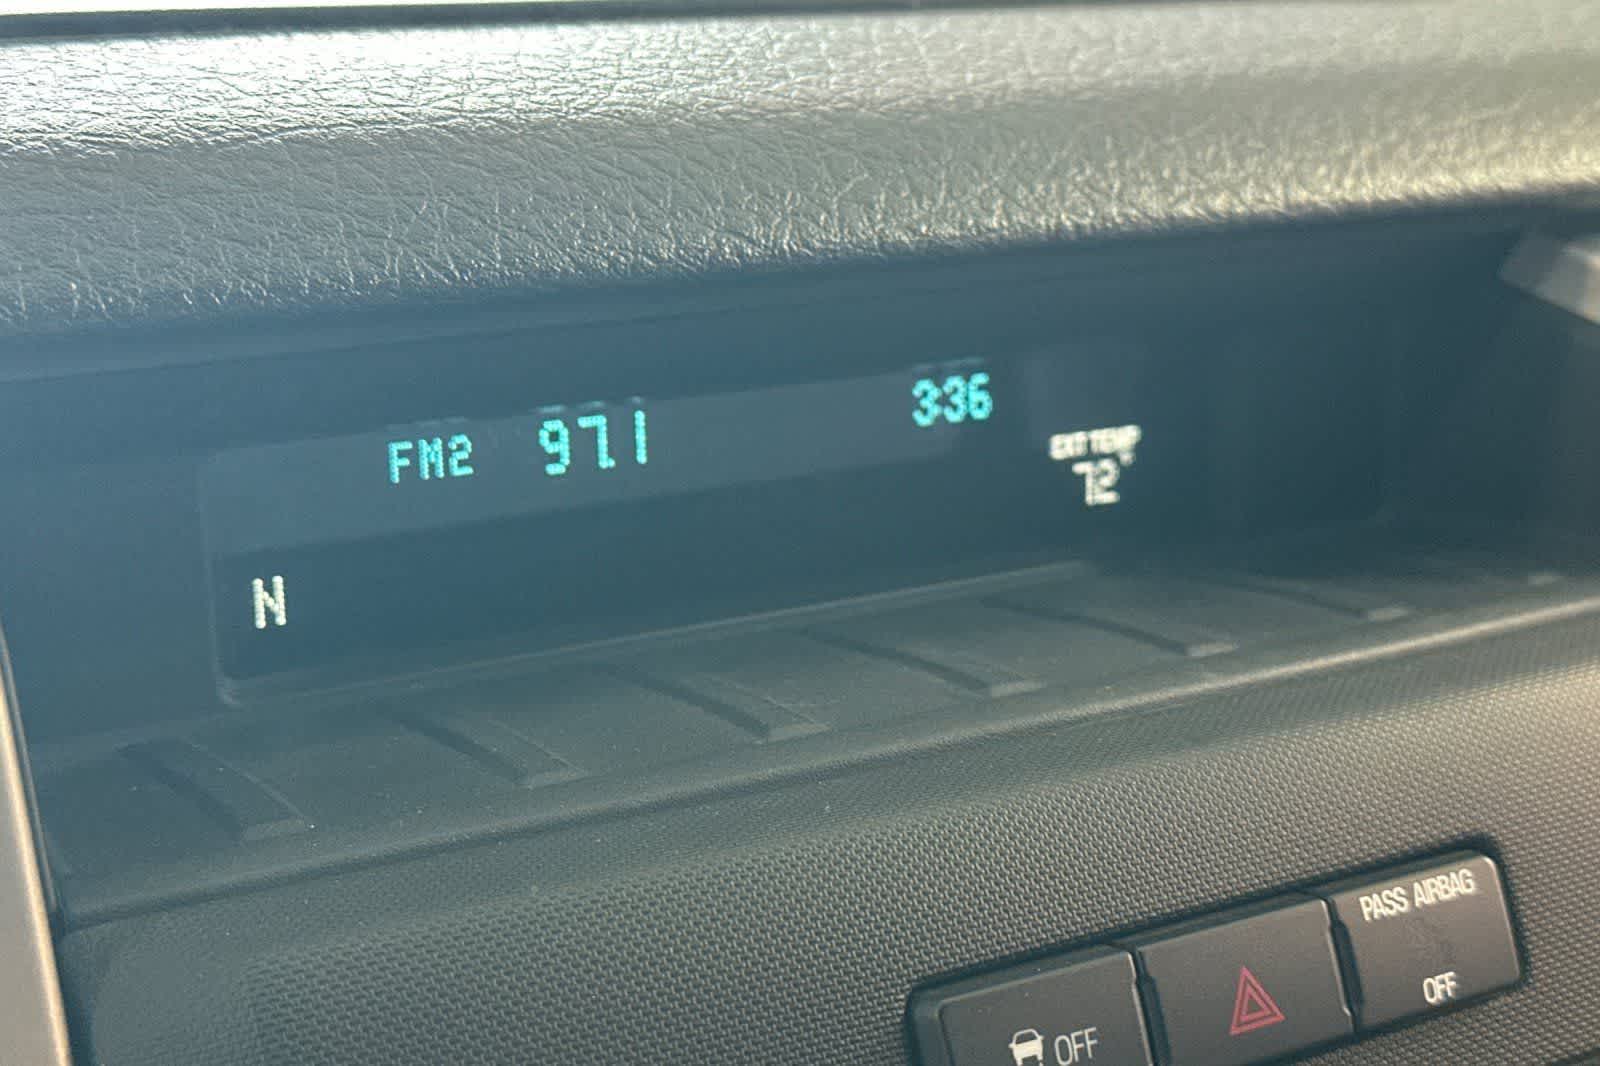 FM2 97.1 3:36
EXT TEMP
72°
N
PASS AIRBAG
OFF
OFF